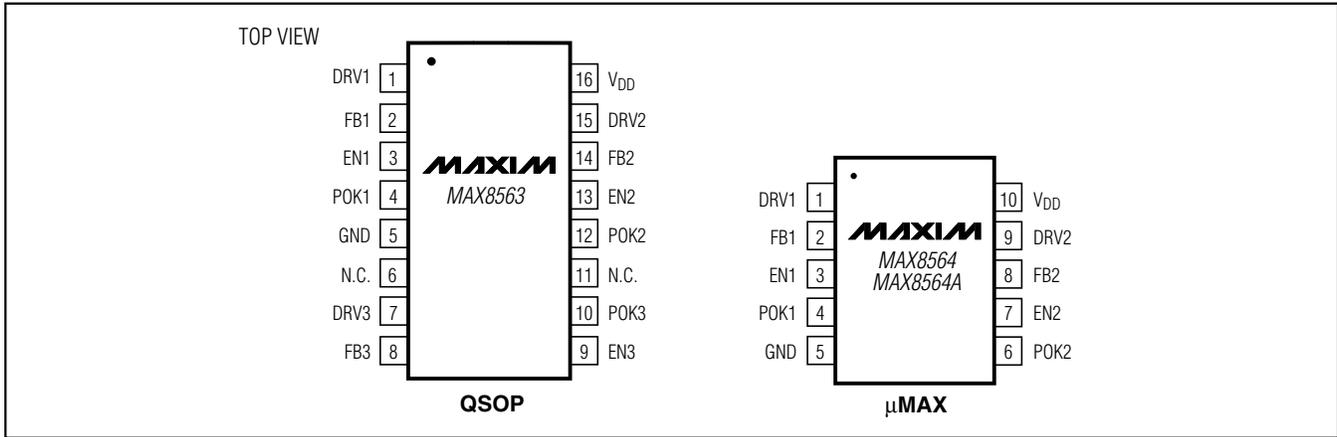 TOP VIEW
DRV1 1
FB1 2
EN1 3
POK1 4
GND 5
N.C. 6
DRV3 7
FB3 8
MAXIM
MAX8563
16 VDD
15 DRV2
14 FB2
13 EN2
12 POK2
11 N.C.
10 POK3
9 EN3
QSOP
DRV1 1
FB1 2
EN1 3
POK1 4
GND 5
MAXIM
MAX8564
MAX8564A
10 VDD
9 DRV2
8 FB2
7 EN2
6 POK2
µMAX